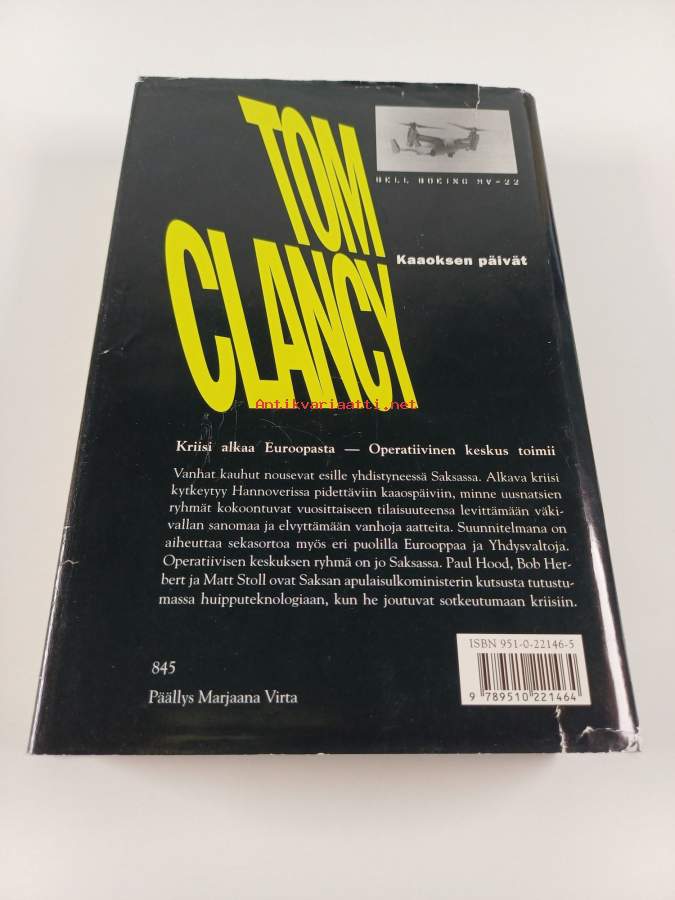 TOM
CLANCY
BELL BOEING MV-22
Kaaoksen päivät
Antikvariaatti.net
Kriisi alkaa Euroopasta — Operatiivinen keskus toimii
Vanhat kauhut nousevat esille yhdistyneessä Saksassa. Alkava kriisi
kytkeytyy Hannoverissa pidettäviin kaaospäiviin, minne uusnatsien
ryhmät kokoontuvat vuosittaiseen tilaisuuteensa levittämään väki-
vallan sanomaa ja elvyttämään vanhoja aatteita. Suunnitelmana on
aiheuttaa sekasortoa myös eri puolilla Eurooppaa ja Yhdysvaltoja.
Operatiivisen keskuksen ryhmä on jo Saksassa. Paul Hood, Bob Her-
bert ja Matt Stoll ovat Saksan apulaisulkoministerin kutsusta tutustu-
massa huipputeknologiaan, kun he joutuvat sotkeutumaan kriisiin.
ISBN 951-0-22146-5
9 789510 221464
845
Päällys Marjaana Virta